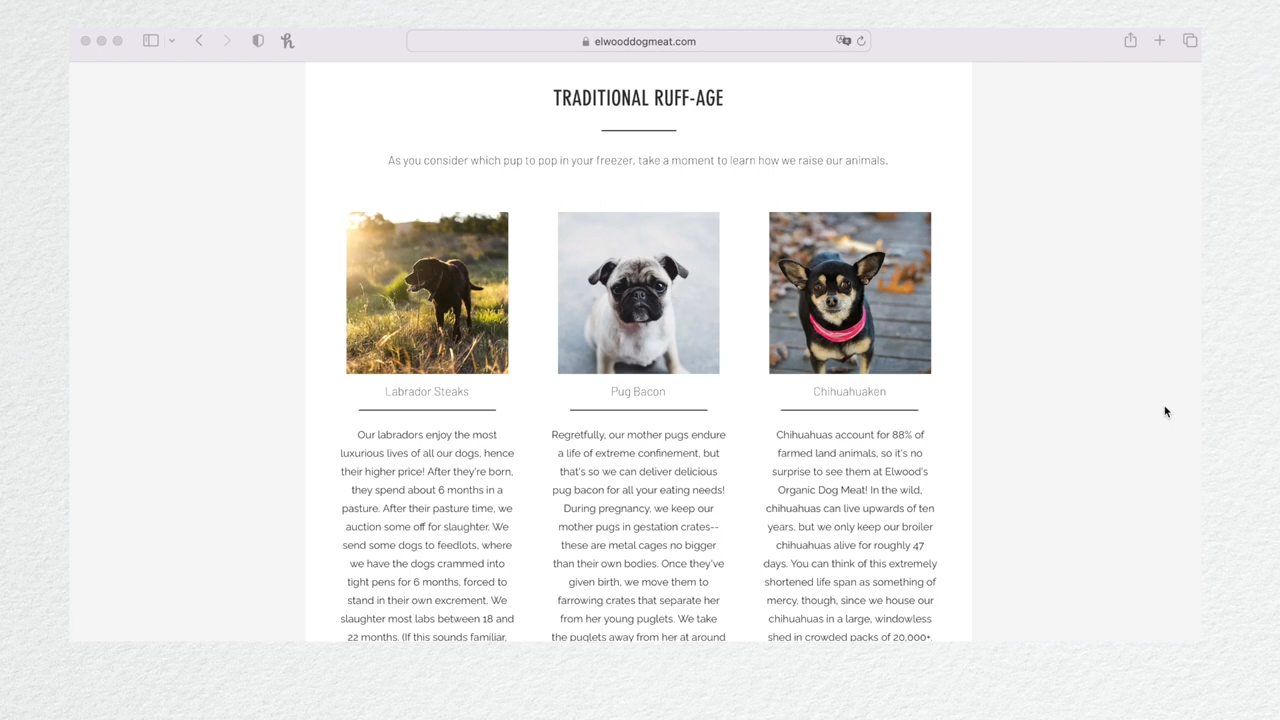 elwooddogmeat.com
TRADITIONAL RUFF-AGE
As you consider which pup to pop in your freezer, take a moment to learn how we raise our animals.
Labrador Steaks
Our labradors enjoy the most
luxurious lives of all our dogs, hence
their higher price! After they're born,
they spend about 6 months in a
pasture. After their pasture time, we
auction some off for slaughter. We
send some dogs to feedlots, where
we have the dogs crammed into
tight pens for 6 months, forced to
stand in their own excrement. We
slaughter most labs between 18 and
22 months. (If this sounds familiar,
Pug Bacon
Regretfully, our mother pugs endure
a life of extreme confinement, but
that's so we can deliver delicious
pug bacon for all your eating needs!
During pregnancy, we keep our
mother pugs in gestation crates--
these are metal cages no bigger
than their own bodies. Once they've
given birth, we move them to
farrowing crates that separate her
from her young puglets. We take
the puglets away from her at around
Chihuahuaken
Chihuahuas account for 88% of
farmed land animals, so it's no
surprise to see them at Elwood's
Organic Dog Meat! In the wild,
chihuahuas can live upwards of ten
years, but we only keep our broiler
chihuahuas alive for roughly 47
days. You can think of this extremely
shortened life span as something of
mercy, though, since we house our
chihuahuas in a large, windowless
shed in crowded packs of 20,000+.